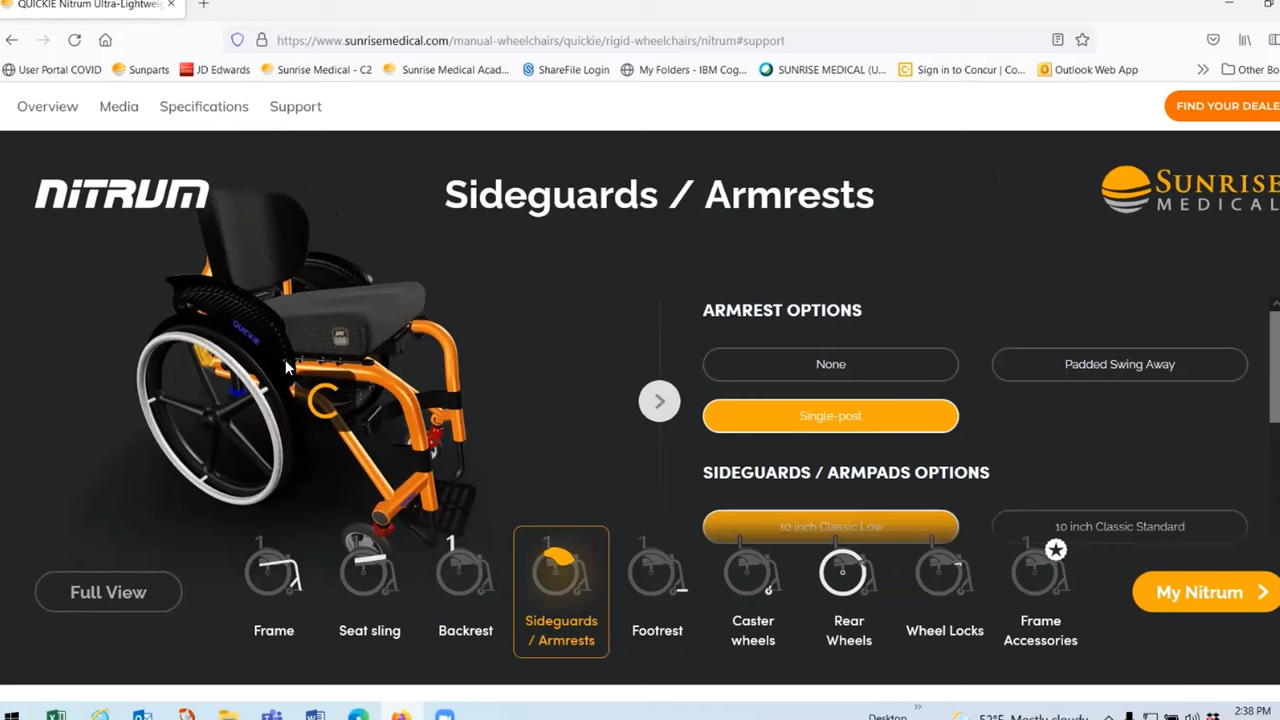 QUICKIE Nitrum Ultra-Lightweig
https://www.sunrisemedical.com/manual-wheelchairs/quickie/rigid-wheelchairs/nitrum#support
User Portal COVID Sunparts JD Edwards Sunrise Medical - C2 Sunrise Medical Acad... ShareFile Login My Folders - IBM Cog... SUNRISE MEDICAL (U... Sign in to Concur | Co... Outlook Web App Other Bo
Overview Media Specifications Support FIND YOUR DEALE
NiTRUM
Sideguards / Armrests
SUNRISE
MEDICAL
ARMREST OPTIONS
None Padded Swing Away
QUICKIE
Single-post
SIDEGUARDS / ARMPADS OPTIONS
10 inch Classic Low 10 inch Classic Standard
Full View
My Nitrum
Frame
Seat sling
Backrest
Sideguards
/ Armrests
Footrest
Caster
wheels
Rear
Wheels
Wheel Locks
Frame
Accessories
Desktop 52°F Mostly cloudy 2:38 PM